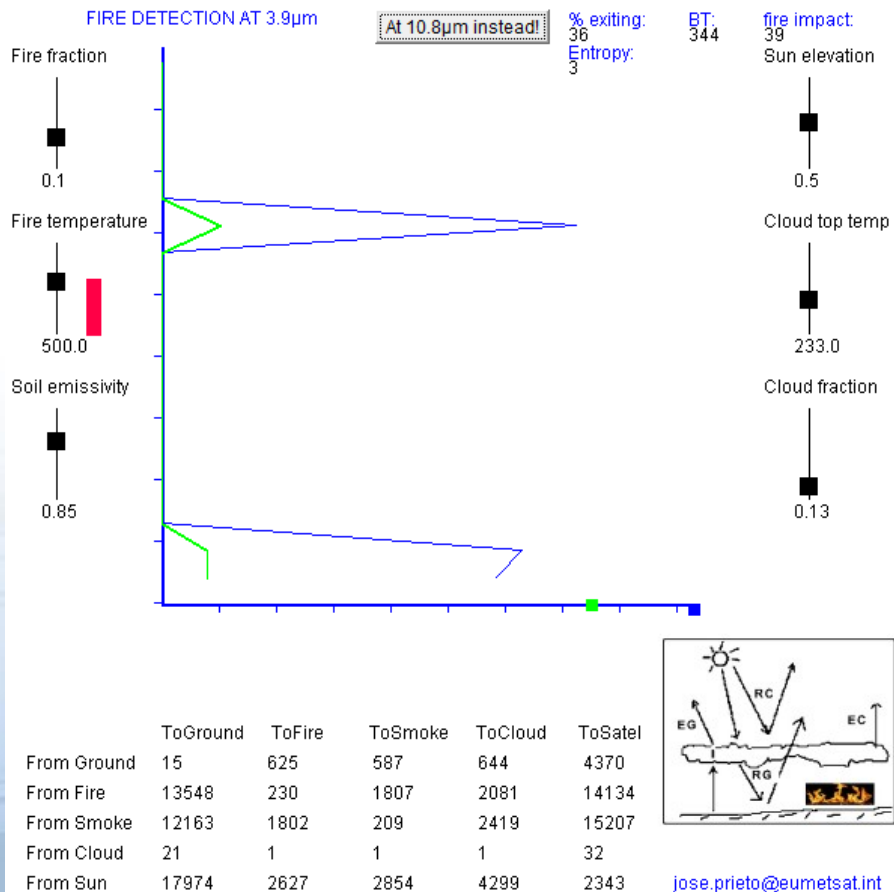 FIRE DETECTION AT 3.9µm
At 10.8µm instead!
% exiting:
36
BT:
344
fire impact:
39
Entropy:
3
Fire fraction
0.1
Sun elevation
0.5
Fire temperature
500.0
Cloud top temp
233.0
Soil emissivity
0.85
Cloud fraction
0.13
ToGround ToFire ToSmoke ToCloud ToSatel
From Ground 15 625 587 644 4370
From Fire 13548 230 1807 2081 14134
From Smoke 12163 1802 209 2419 15207
From Cloud 21 1 1 1 32
From Sun 17974 2627 2854 4299 2343
RC
EG
EC
RG
jose.prieto@eumetsat.int